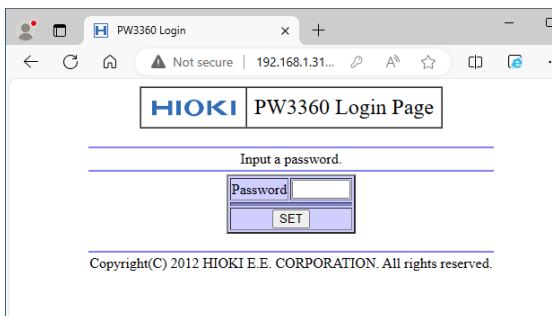 PW3360 Login
Not secure | 192.168.1.31...
HIOKI PW3360 Login Page
Input a password.
Password
SET
Copyright(C) 2012 HIOKI E.E. CORPORATION. All rights reserved.